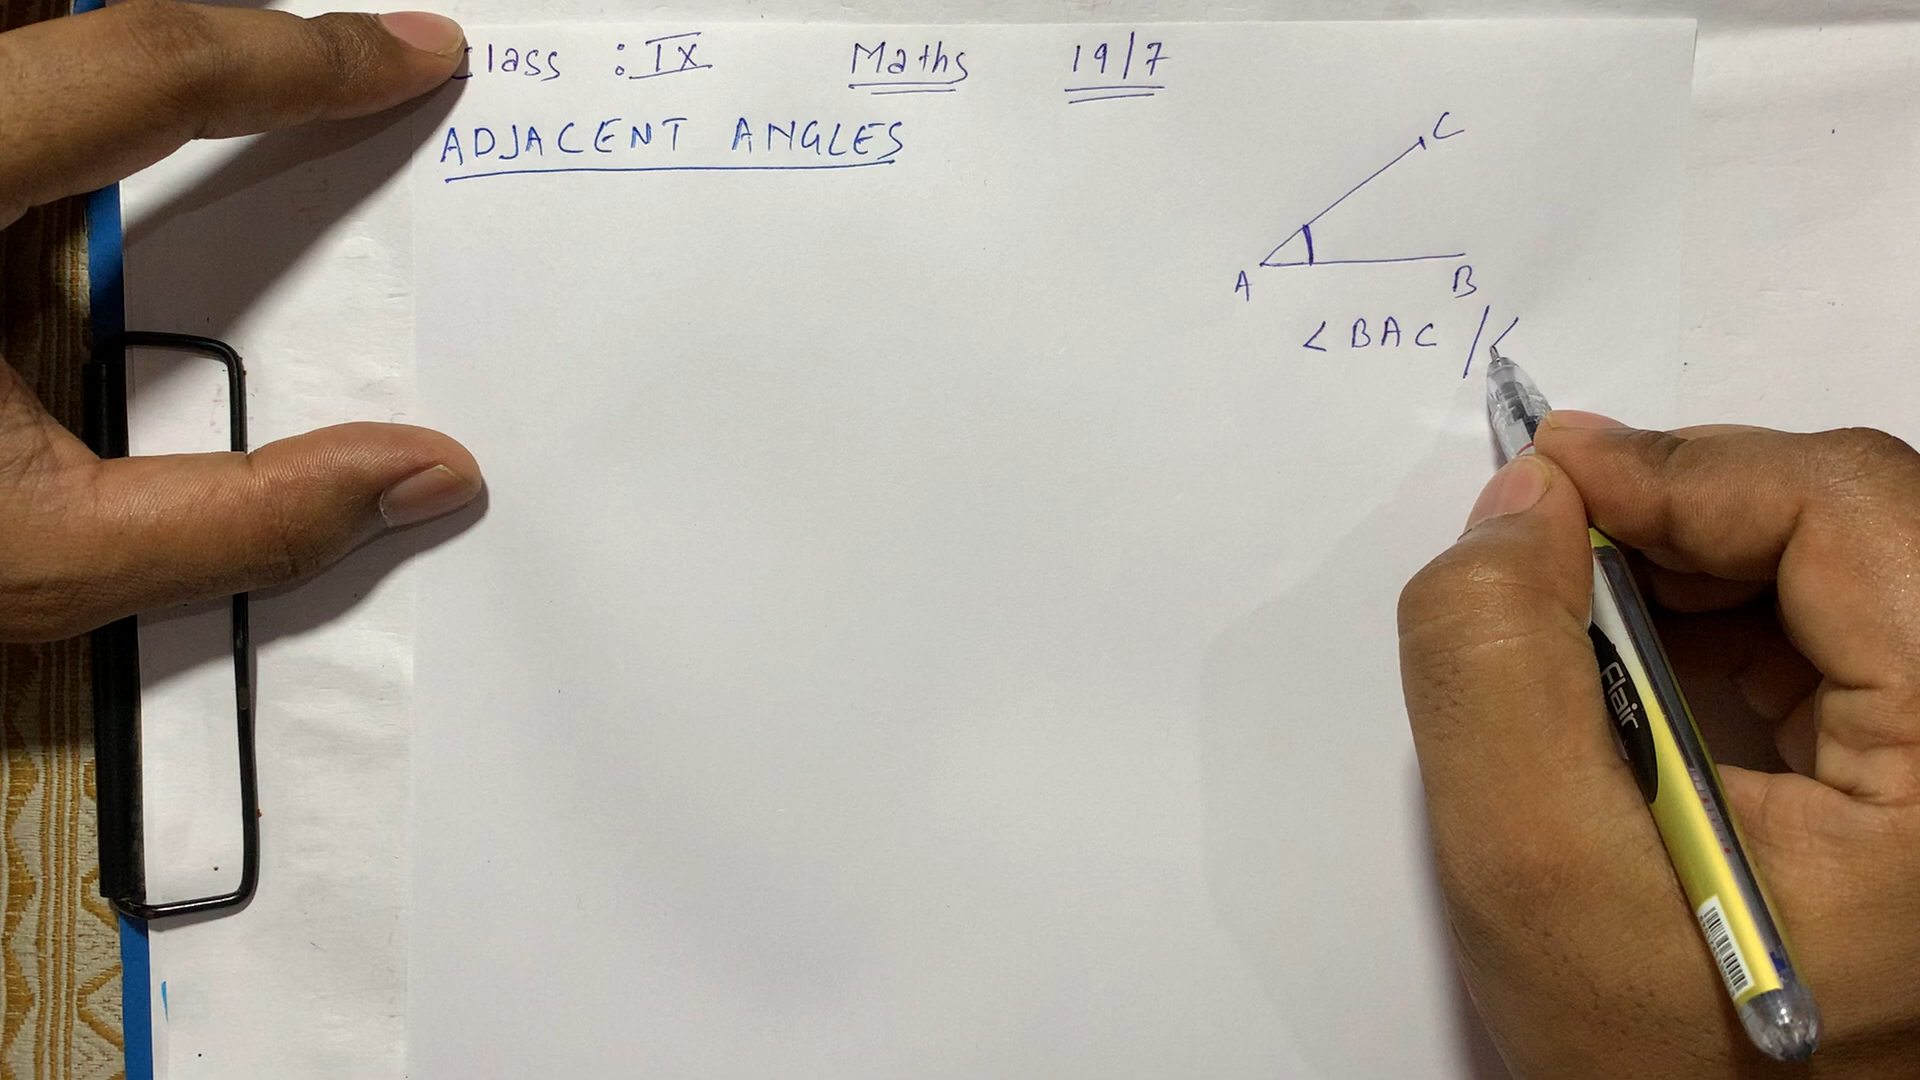 Class : IX Maths 19/7
ADJACENT ANGLES
C
A B
< BAC / <
Flair